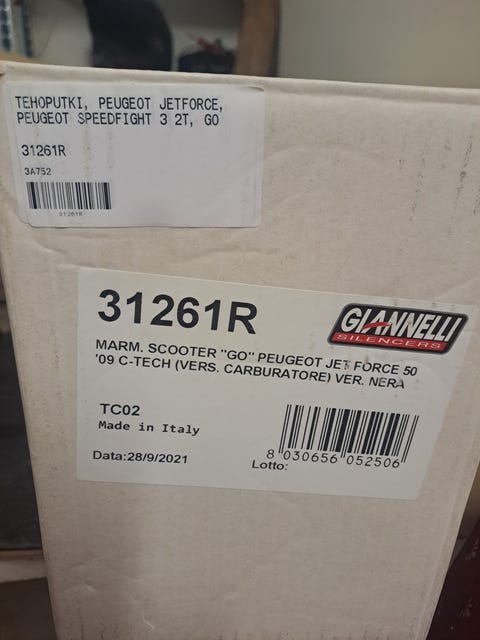 TEHOPUTKI, PEUGEOT JETFORCE,
PEUGEOT SPEEDFIGHT 3 2T, GO
31261R
3A752
31261R
31261R
GIANNELLI
SILENCERS
MARM. SCOOTER "GO" PEUGEOT JET FORCE 50
'09 C-TECH (VERS. CARBURATORE) VER. NERA
TC02
Made in Italy
8 030656 052506
Data:28/9/2021
Lotto: